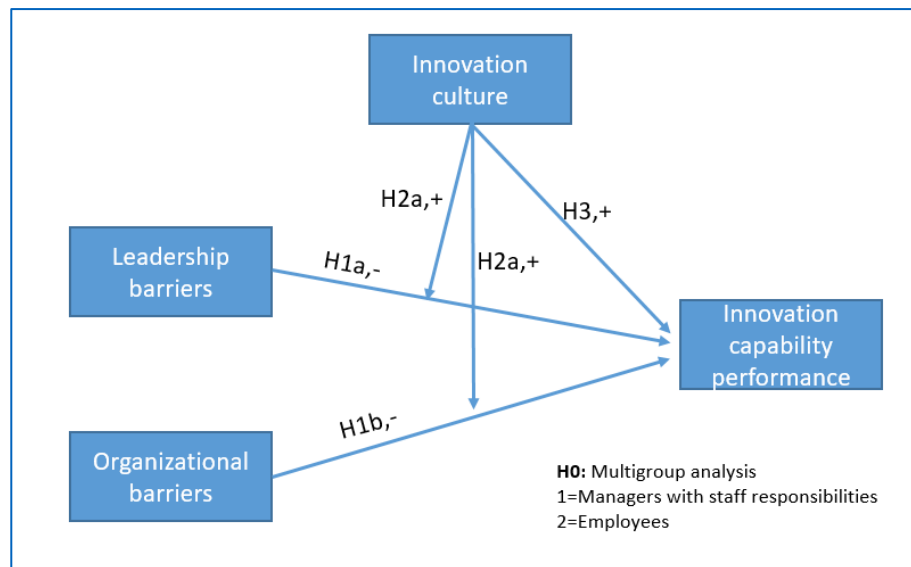 Innovation
culture
H2a,+
H3,+
H2a,+
Leadership
barriers
H1a,-
Innovation
capability
performance
H1b,-
Organizational
barriers
H0: Multigroup analysis
1=Managers with staff responsibilities
2=Employees